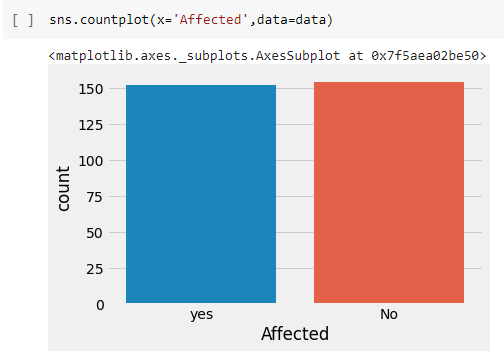 [ ] sns.countplot(x='Affected',data=data)
<matplotlib.axes._subplots.AxesSubplot at 0x7f5aea02be50>
150
125
100
75
50
25
0
count
yes No
Affected